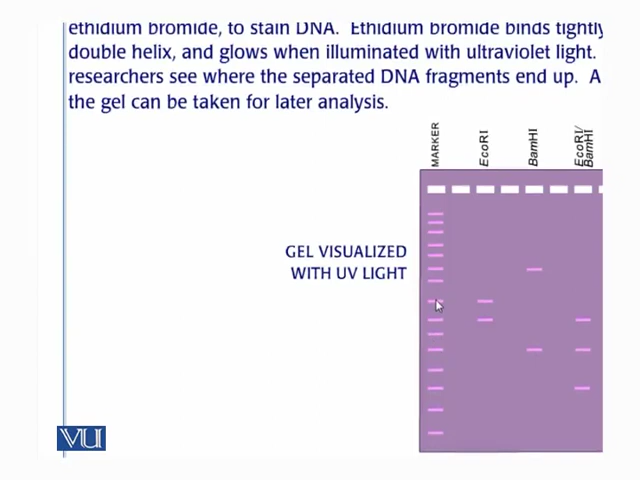 ethidium bromide, to stain DNA. Ethidium bromide binds tightly
double helix, and glows when illuminated with ultraviolet light.
researchers see where the separated DNA fragments end up. A
the gel can be taken for later analysis.
MARKER
EcoRI
BamHI
EcoRI/
BamHI
GEL VISUALIZED
WITH UV LIGHT
VU